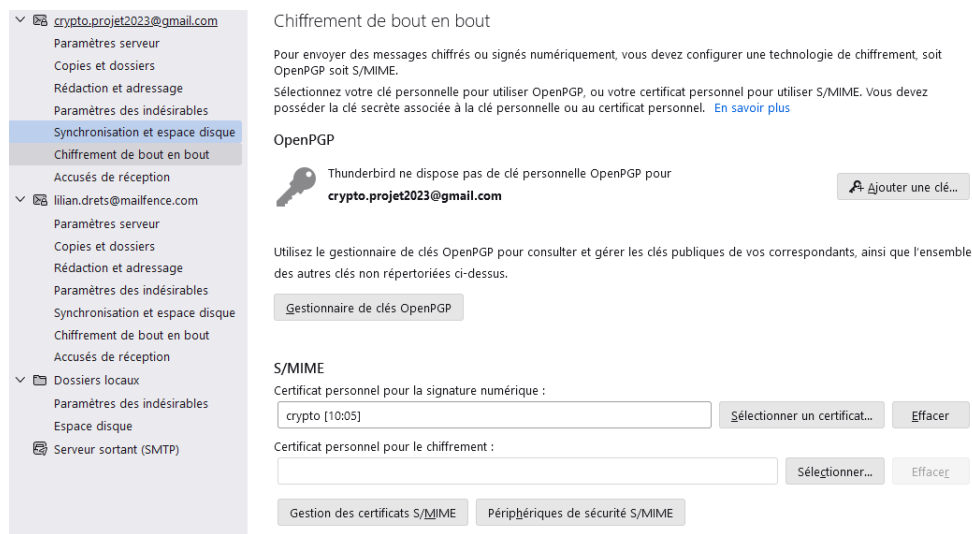 crypto.projet2023@gmail.com
Paramètres serveur
Copies et dossiers
Rédaction et adressage
Paramètres des indésirables
Synchronisation et espace disque
Chiffrement de bout en bout
Accusés de réception
lilian.drets@mailfence.com
Paramètres serveur
Copies et dossiers
Rédaction et adressage
Paramètres des indésirables
Synchronisation et espace disque
Chiffrement de bout en bout
Accusés de réception
Dossiers locaux
Paramètres des indésirables
Espace disque
Serveur sortant (SMTP)
Chiffrement de bout en bout
Pour envoyer des messages chiffrés ou signés numériquement, vous devez configurer une technologie de chiffrement, soit
OpenPGP soit S/MIME.
Sélectionnez votre clé personnelle pour utiliser OpenPGP, ou votre certificat personnel pour utiliser S/MIME. Vous devez
posséder la clé secrète associée à la clé personnelle ou au certificat personnel. En savoir plus
OpenPGP
Thunderbird ne dispose pas de clé personnelle OpenPGP pour
crypto.projet2023@gmail.com
Ajouter une clé...
Utilisez le gestionnaire de clés OpenPGP pour consulter et gérer les clés publiques de vos correspondants, ainsi que l'ensemble
des autres clés non répertoriées ci-dessus.
Gestionnaire de clés OpenPGP
S/MIME
Certificat personnel pour la signature numérique :
crypto [10:05] Sélectionner un certificat... Effacer
Certificat personnel pour le chiffrement :
Sélectionner... Effacer
Gestion des certificats S/MIME Périphériques de sécurité S/MIME